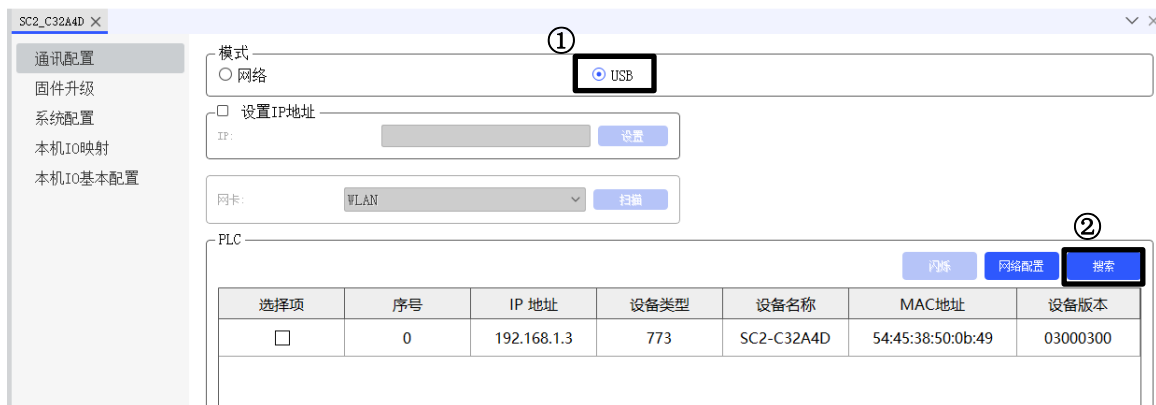 SC2_C32A4D
通讯配置
固件升级
系统配置
本机IO映射
本机IO基本配置
①
模式
网络 USB
设置IP地址
IP: 设置
网卡: WLAN 扫描
②
PLC
闪烁 网络配置 搜索
选择项 序号 IP 地址 设备类型 设备名称 MAC地址 设备版本
0 192.168.1.3 773 SC2-C32A4D 54:45:38:50:0b:49 03000300